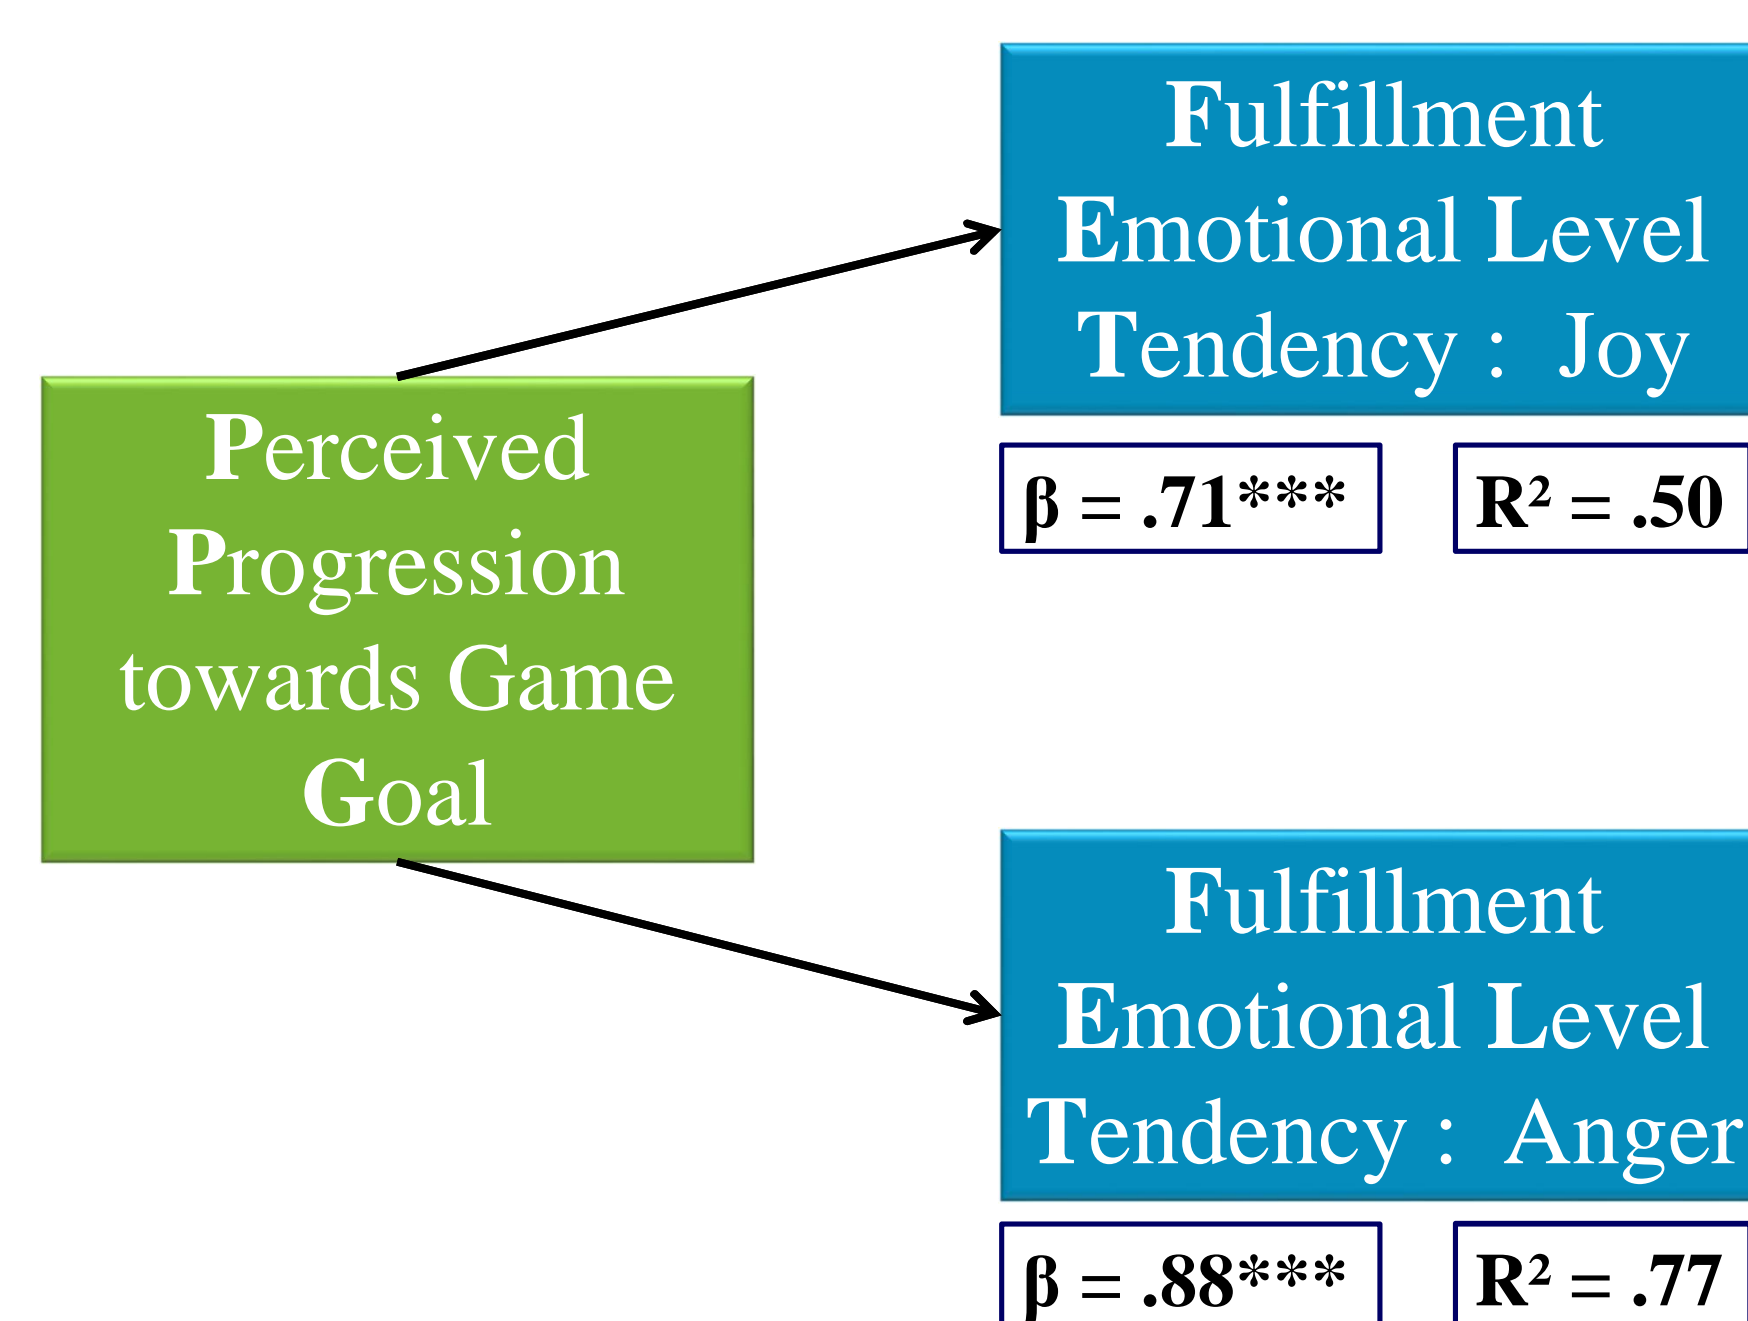 Fulfillment
Emotional Level
Tendency : Joy
β = .71***
R² = .50
Perceived
Progression
towards Game
Goal
Fulfillment
Emotional Level
Tendency : Anger
β = .88***
R² = .77